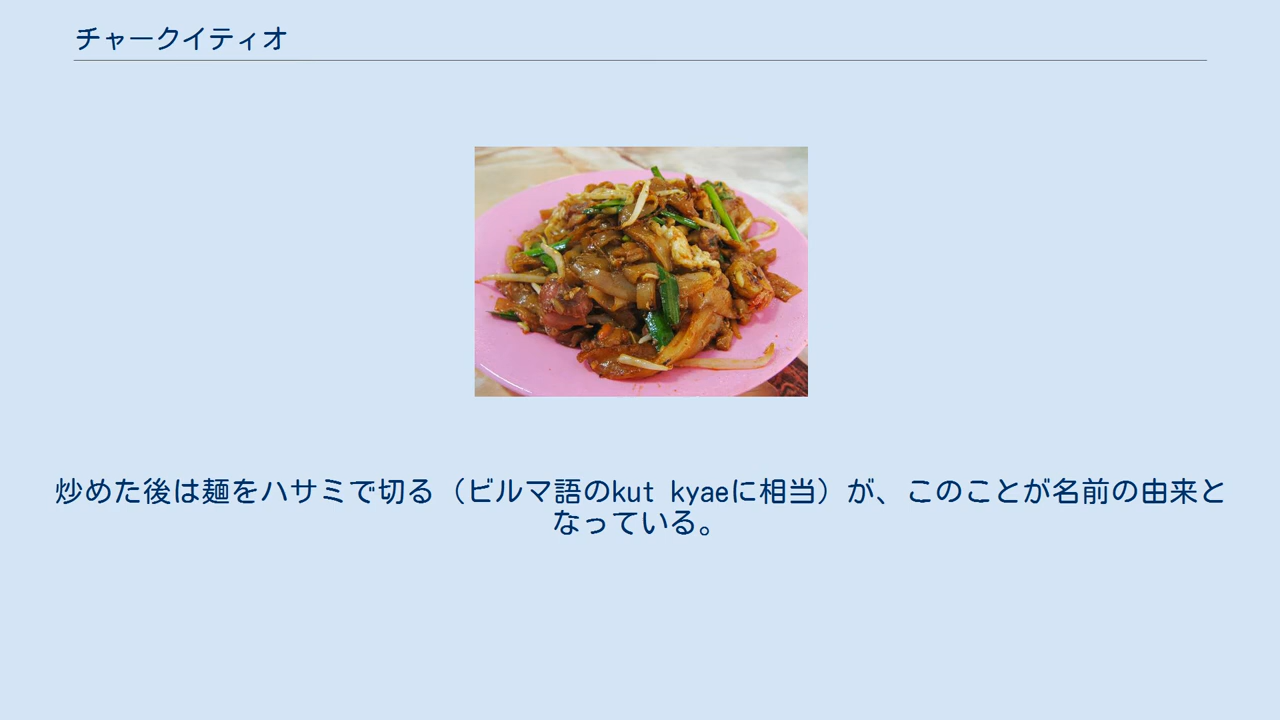 チャークイティオ
炒めた後は麺をハサミで切る（ビルマ語のkut kyaeに相当）が、このことが名前の由来と
なっている。